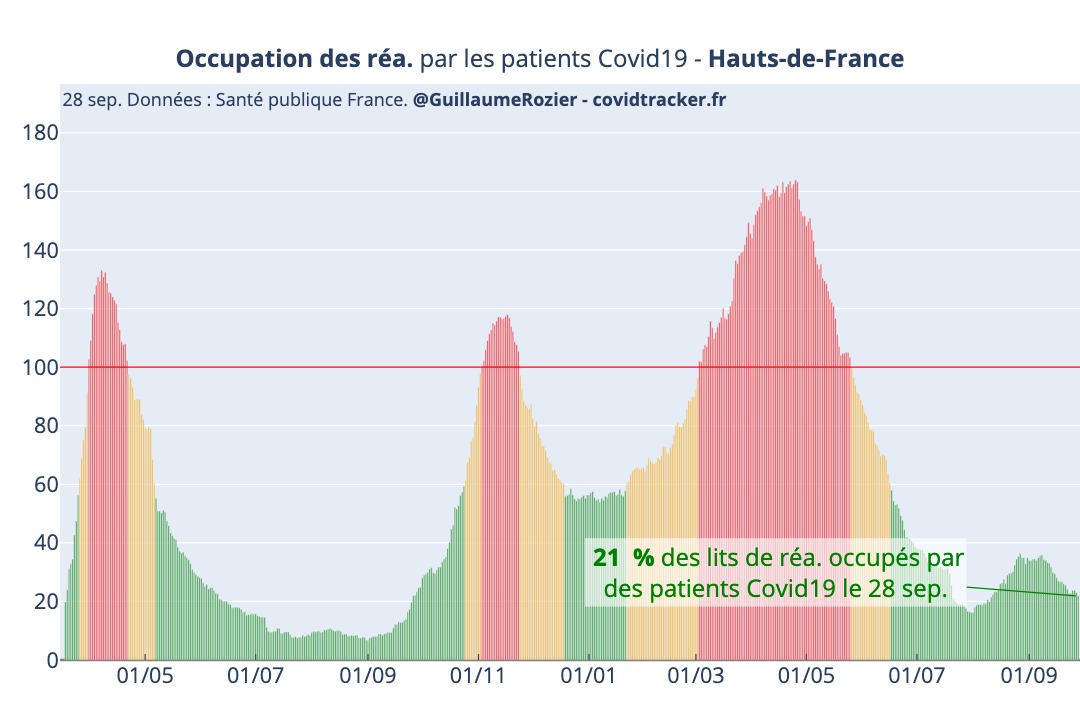 Occupation des réa. par les patients Covid19 - Hauts-de-France
28 sep. Données : Santé publique France. @GuillaumeRozier - covidtracker.fr
180
160
140
120
100
80
60
40
20
0
21 % des lits de réa. occupés par
des patients Covid19 le 28 sep.
01/05 01/07 01/09 01/11 01/01 01/03 01/05 01/07 01/09